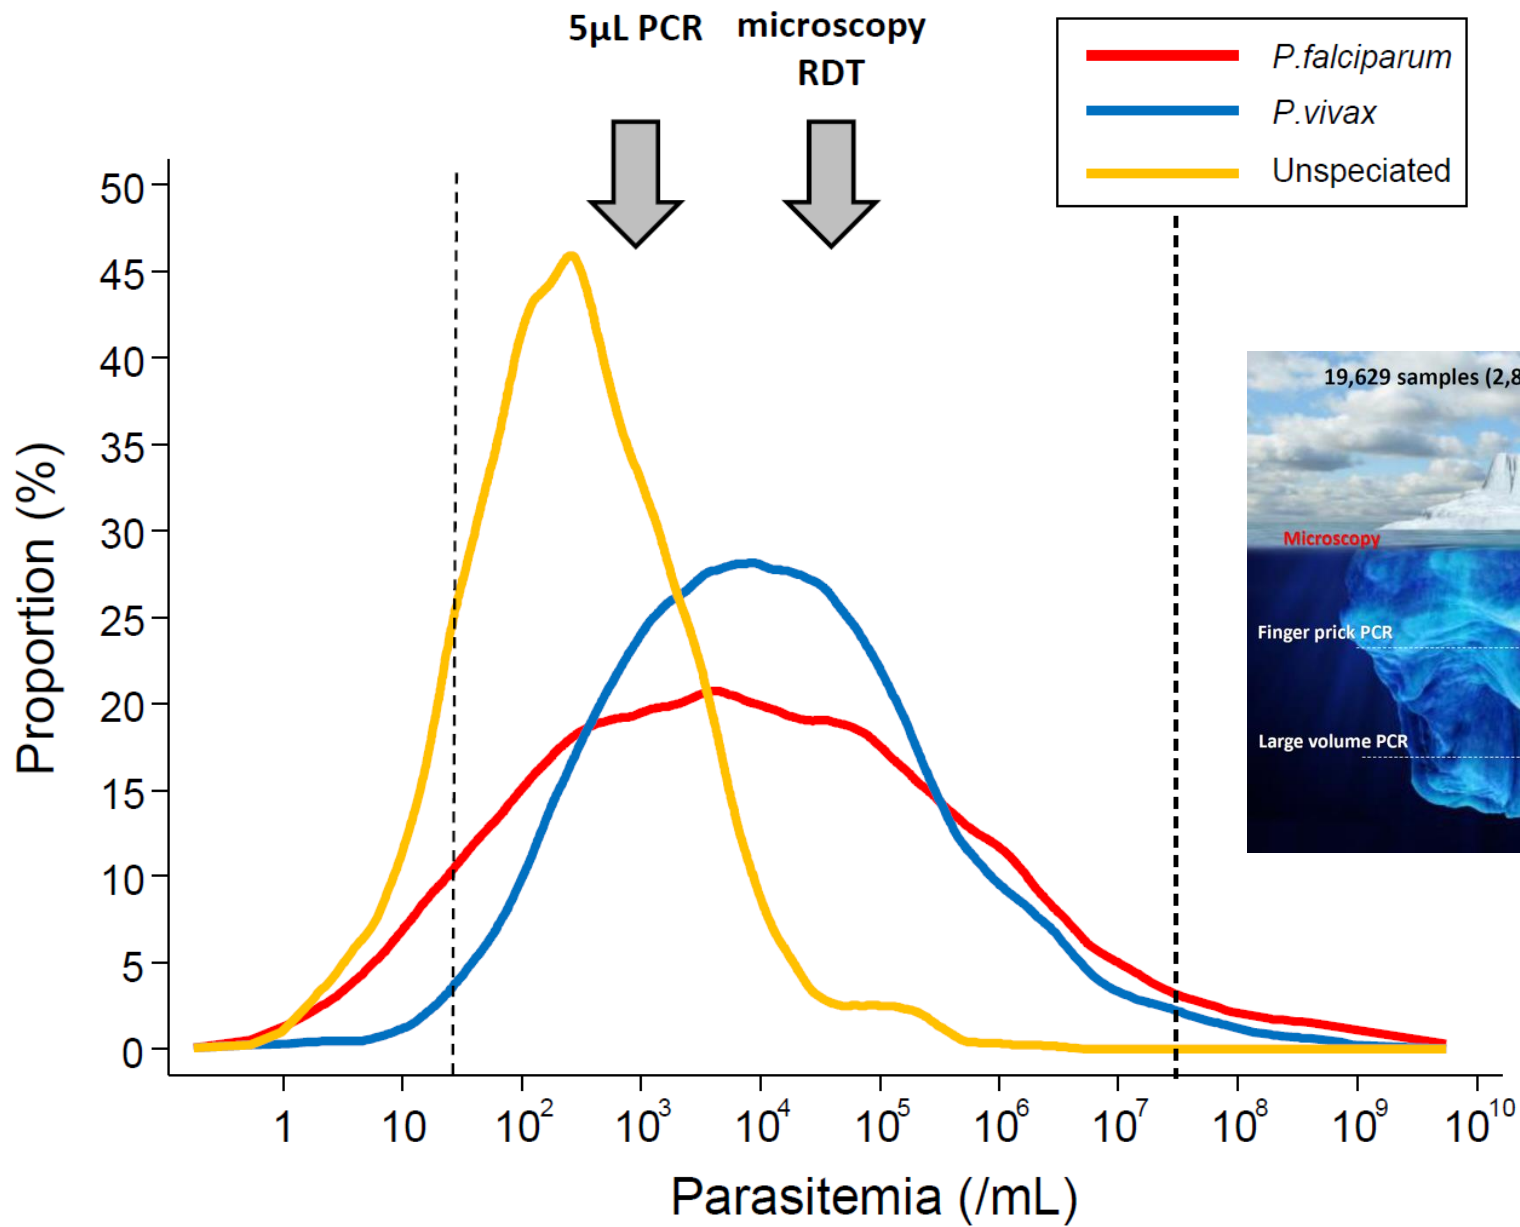 5µL PCR
microscopy
RDT
P.falciparum
P.vivax
Unspeciated
50
45
40
35
30
25
20
15
10
5
0
Proportion (%)
1
10
10²
10³
10⁴
10⁵
10⁶
10⁷
10⁸
10⁹
10¹⁰
Parasitemia (/mL)
19,629 samples (2,8
Microscopy
Finger prick PCR
Large volume PCR